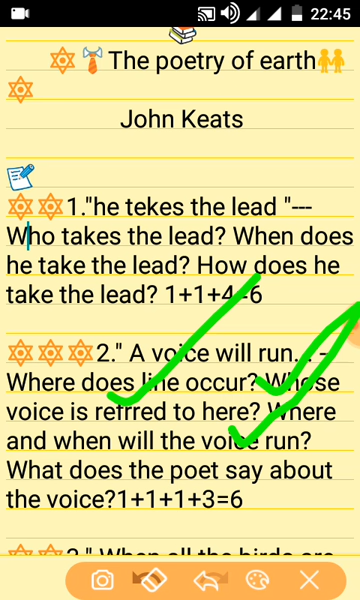 22:45
The poetry of earth
John Keats
1."he tekes the lead "---
Who takes the lead? When does
he take the lead? How does he
take the lead? 1+1+4=6
2." A voice will run... -
Where does line occur? Whose
voice is refrred to here? Where
and when will the voice run?
What does the poet say about
the voice?1+1+1+3=6
2." When all the birds are